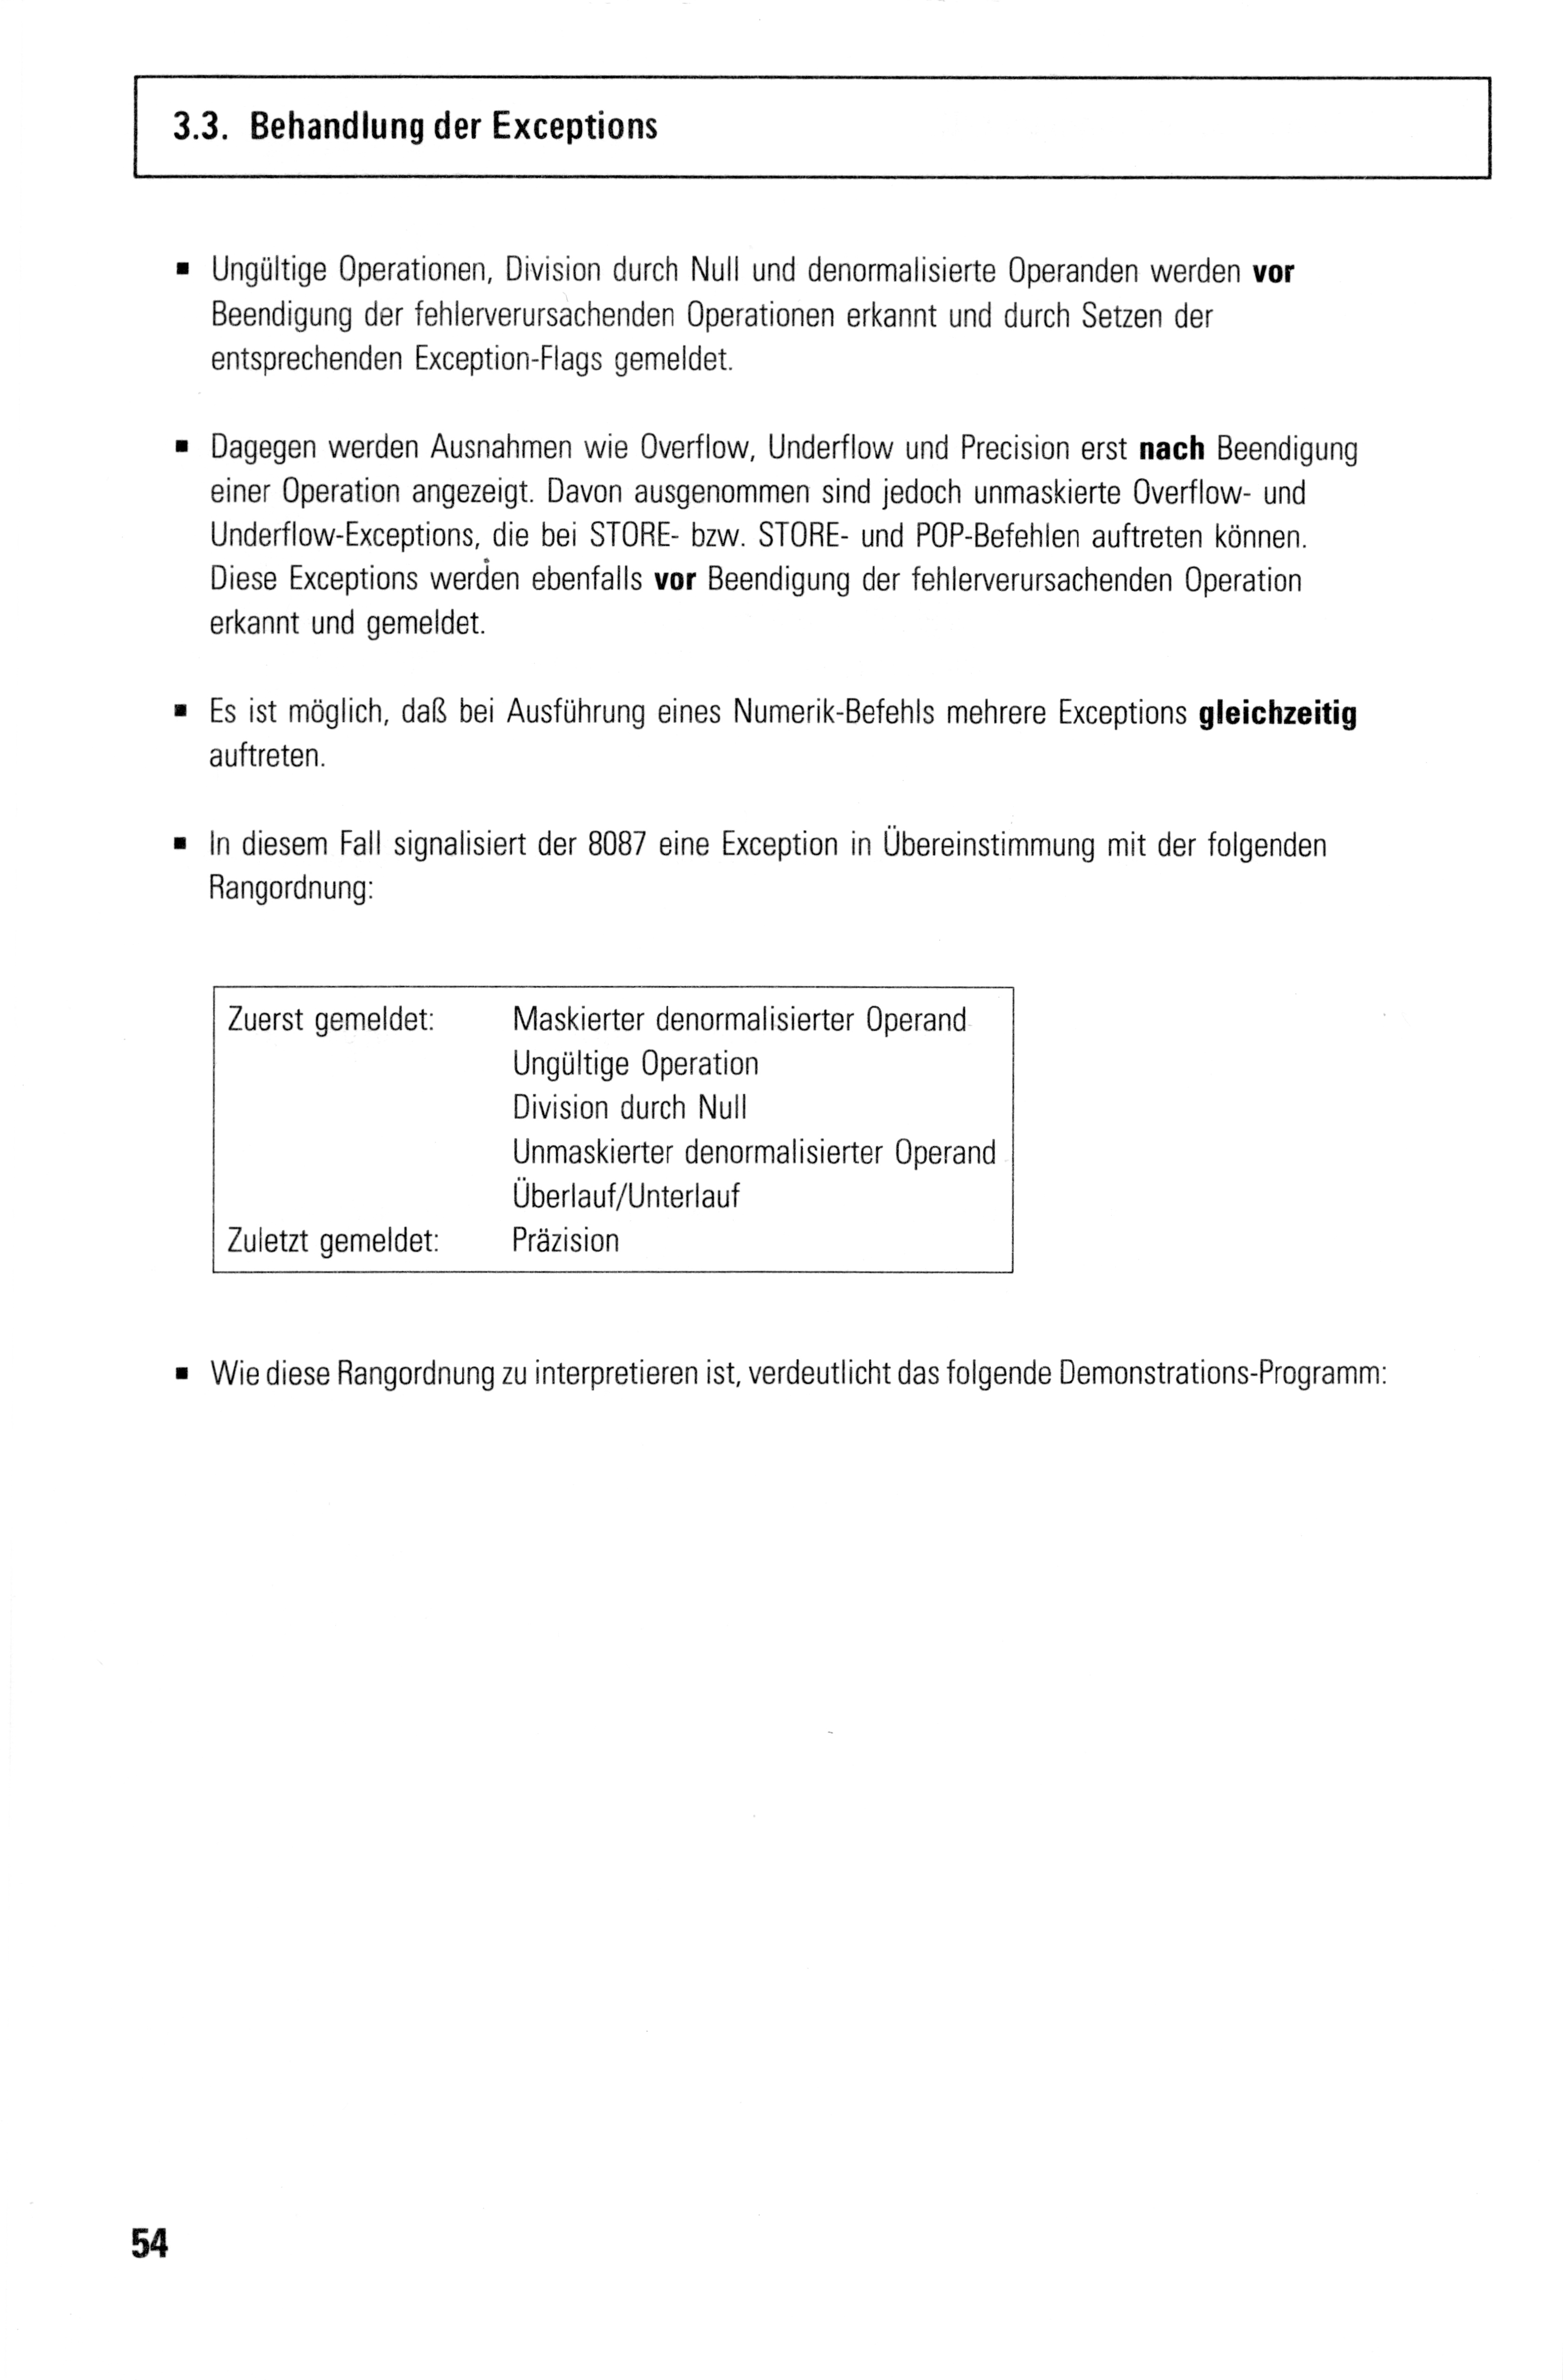 3.3. Behandlung der Exceptions
▪ Ungültige Operationen, Division durch Null und denormalisierte Operanden werden vor
Beendigung der fehlerverursachenden Operationen erkannt und durch Setzen der
entsprechenden Exception-Flags gemeldet.
▪ Dagegen werden Ausnahmen wie Overflow, Underflow und Precision erst nach Beendigung
einer Operation angezeigt. Davon ausgenommen sind jedoch unmaskierte Overflow- und
Underflow-Exceptions, die bei STORE- bzw. STORE- und POP-Befehlen auftreten können.
Diese Exceptions werden ebenfalls vor Beendigung der fehlerverursachenden Operation
erkannt und gemeldet.
▪ Es ist möglich, daß bei Ausführung eines Numerik-Befehls mehrere Exceptions gleichzeitig
auftreten.
▪ In diesem Fall signalisiert der 8087 eine Exception in Übereinstimmung mit der folgenden
Rangordnung:
Zuerst gemeldet: Maskierter denormalisierter Operand
Ungültige Operation
Division durch Null
Unmaskierter denormalisierter Operand
Überlauf/Unterlauf
Zuletzt gemeldet: Präzision
▪ Wie diese Rangordnung zu interpretieren ist, verdeutlicht das folgende Demonstrations-Programm:
54